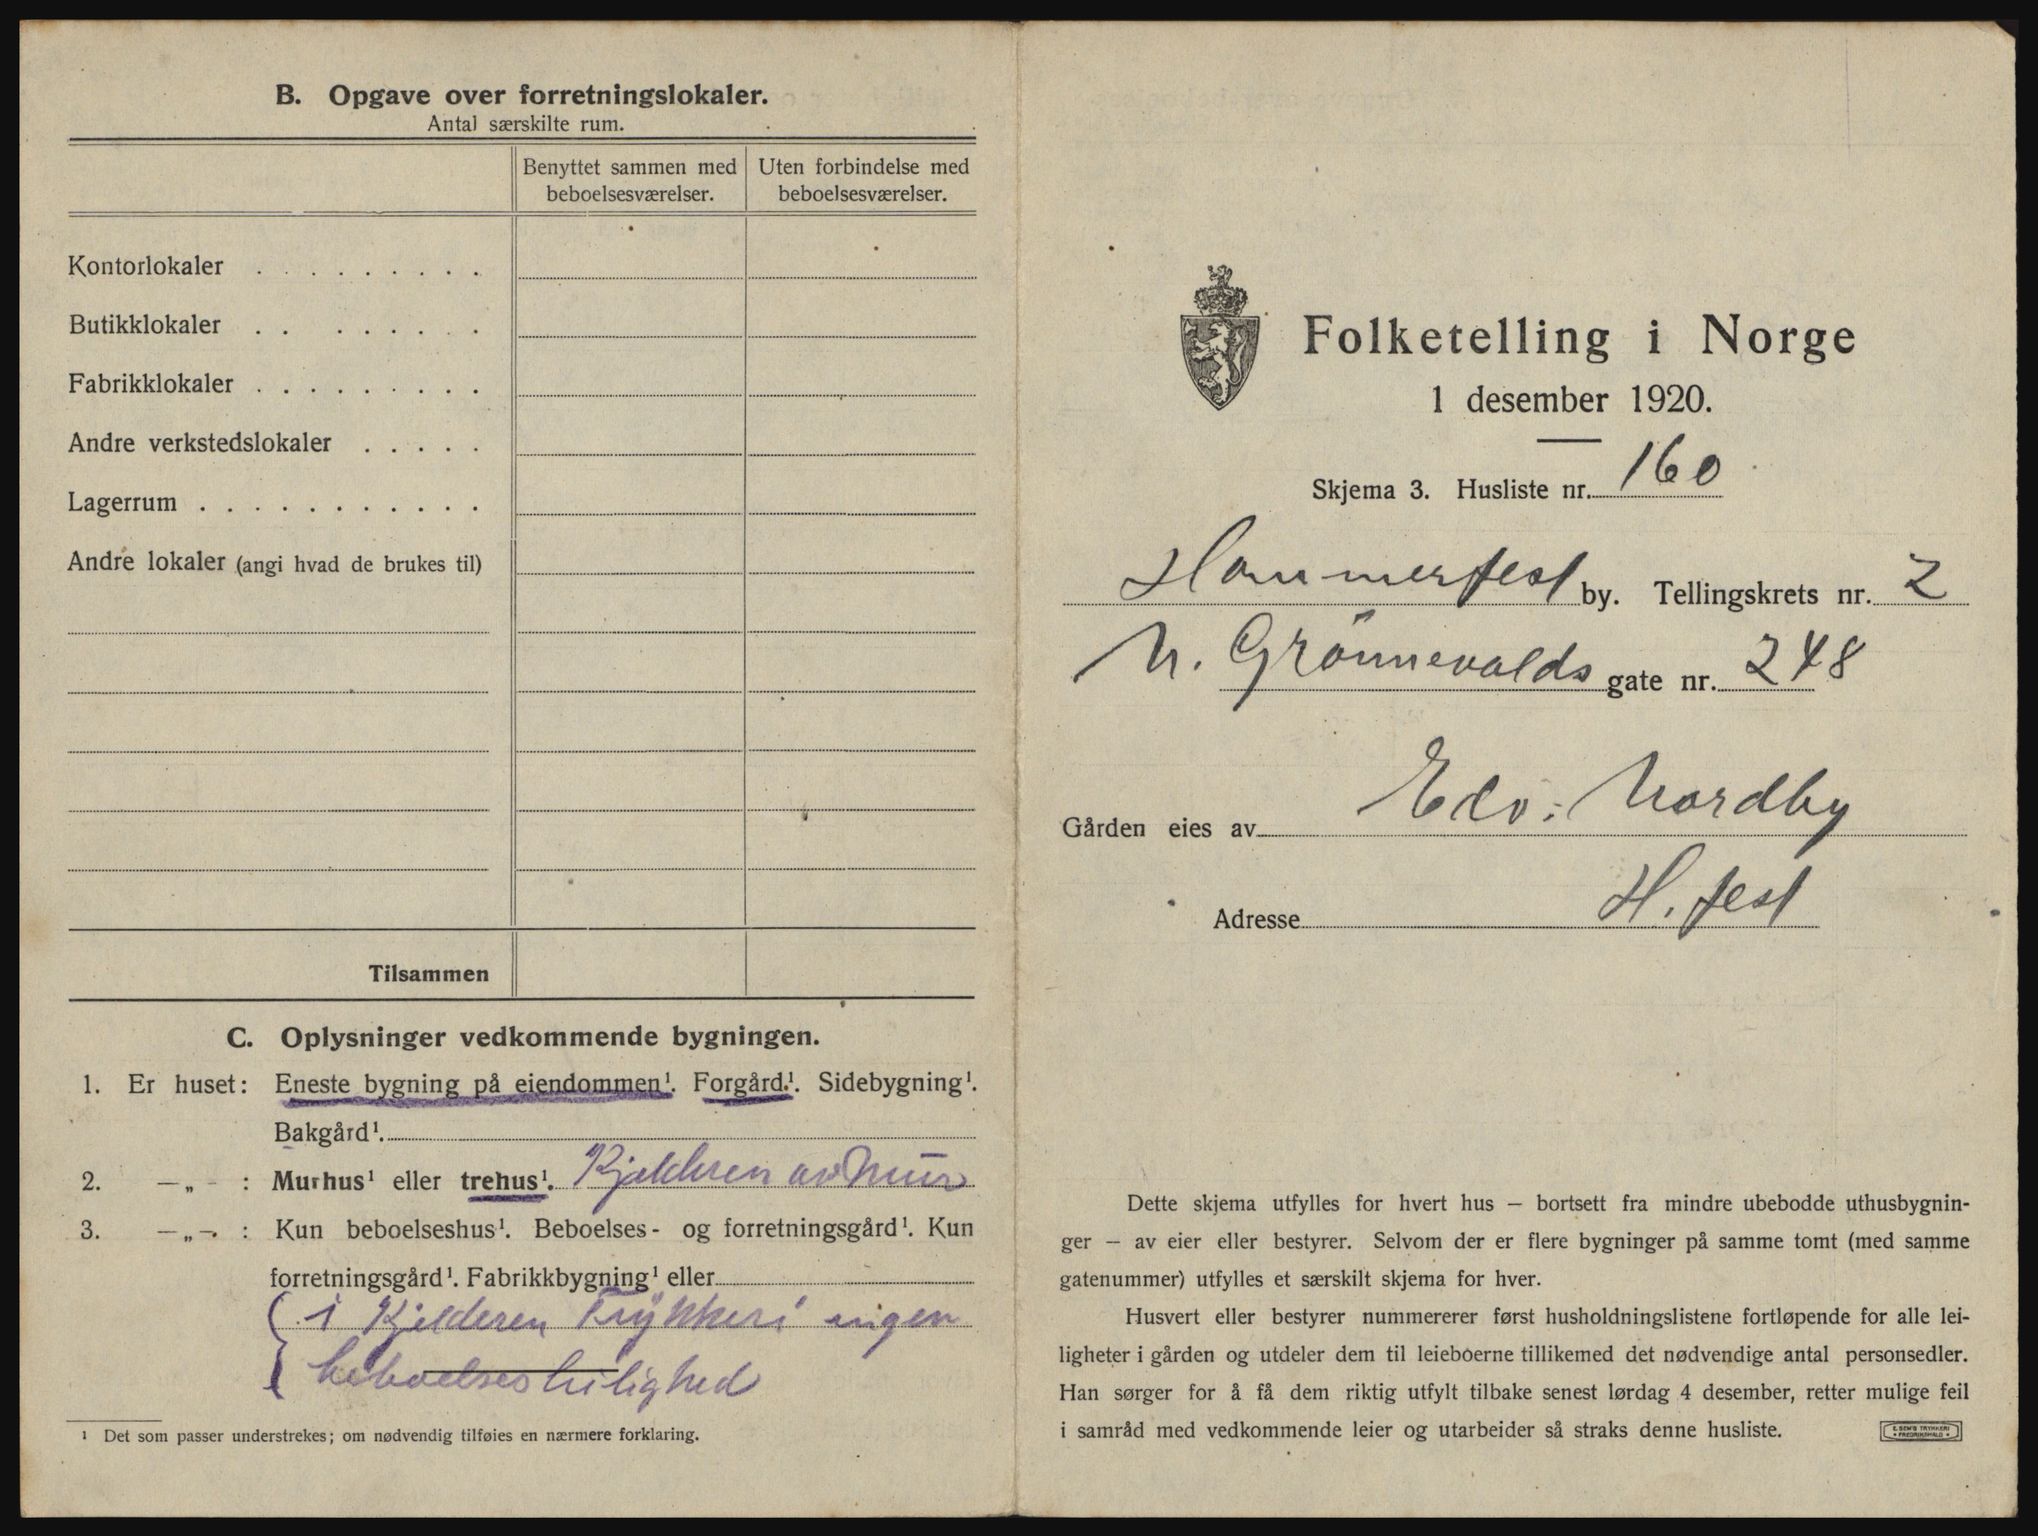 B. Opgave over forretningslokaler.
Antal særskilte rum.
Benyttet sammen med beboelsesværelser.
Uten forbindelse med beboelsesværelser.
Kontorlokaler
Butikklokaler
Fabrikklokaler
Andre verkstedslokaler
Lagerrum
Andre lokaler (angi hvad de brukes til)
Tilsammen
C. Oplysninger vedkommende bygningen.
1. Er huset: Eneste bygning på eiendommen¹. Forgård.¹. Sidebygning¹.
Bakgård¹.
2. —„— : Murhus¹ eller trehus¹. Kjelderen av Mur
3. —„—. : Kun beboelseshus¹. Beboelses- og forretningsgård¹. Kun
forretningsgård¹. Fabrikkbygning¹ eller
i Kjelderen Trykkeri ingen
beboelsesleilighed
¹ Det som passer understrekes; om nødvendig tilføies en nærmere forklaring.
Folketelling i Norge
1 desember 1920.
Skjema 3. Husliste nr. 160
Hammerfest by. Tellingskrets nr. 2
N. Grönnevolds gate nr. 248
Gården eies av Edv. Nordby
Adresse H.fest
Dette skjema utfylles for hvert hus — bortsett fra mindre ubebodde uthusbygnin-
ger — av eier eller bestyrer. Selvom der er flere bygninger på samme tomt (med samme
gatenummer) utfylles et særskilt skjema for hver.
Husvert eller bestyrer nummererer først husholdningslistene fortløpende for alle lei-
ligheter i gården og utdeler dem til leieboerne tillikemed det nødvendige antal personsedler.
Han sørger for å få dem riktig utfylt tilbake senest lørdag 4 desember, retter mulige feil
i samråd med vedkommende leier og utarbeider så straks denne husliste.